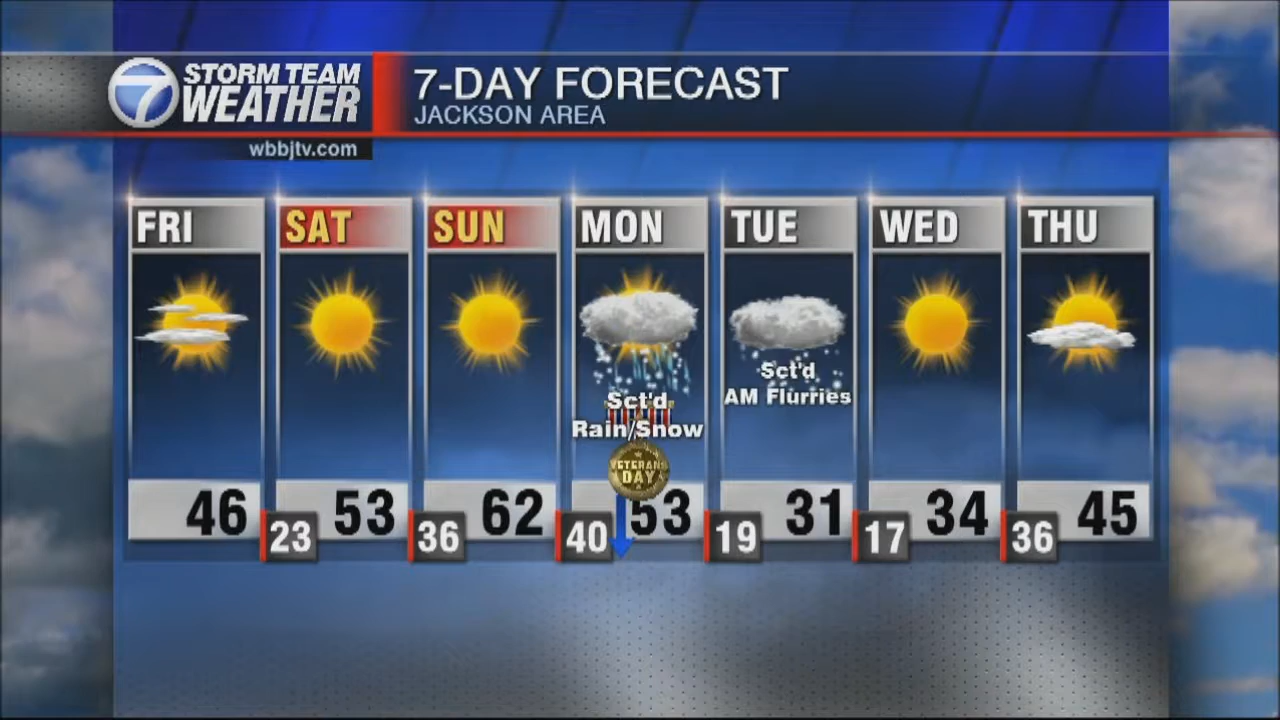 7 STORM TEAM
WEATHER
wbbjtv.com
7-DAY FORECAST
JACKSON AREA
FRI
SAT
SUN
MON
TUE
WED
THU
Sct'd
Rain/Snow
VETERANS
DAY
Sct'd
AM Flurries
46
23
53
36
62
40
53
19
31
17
34
36
45